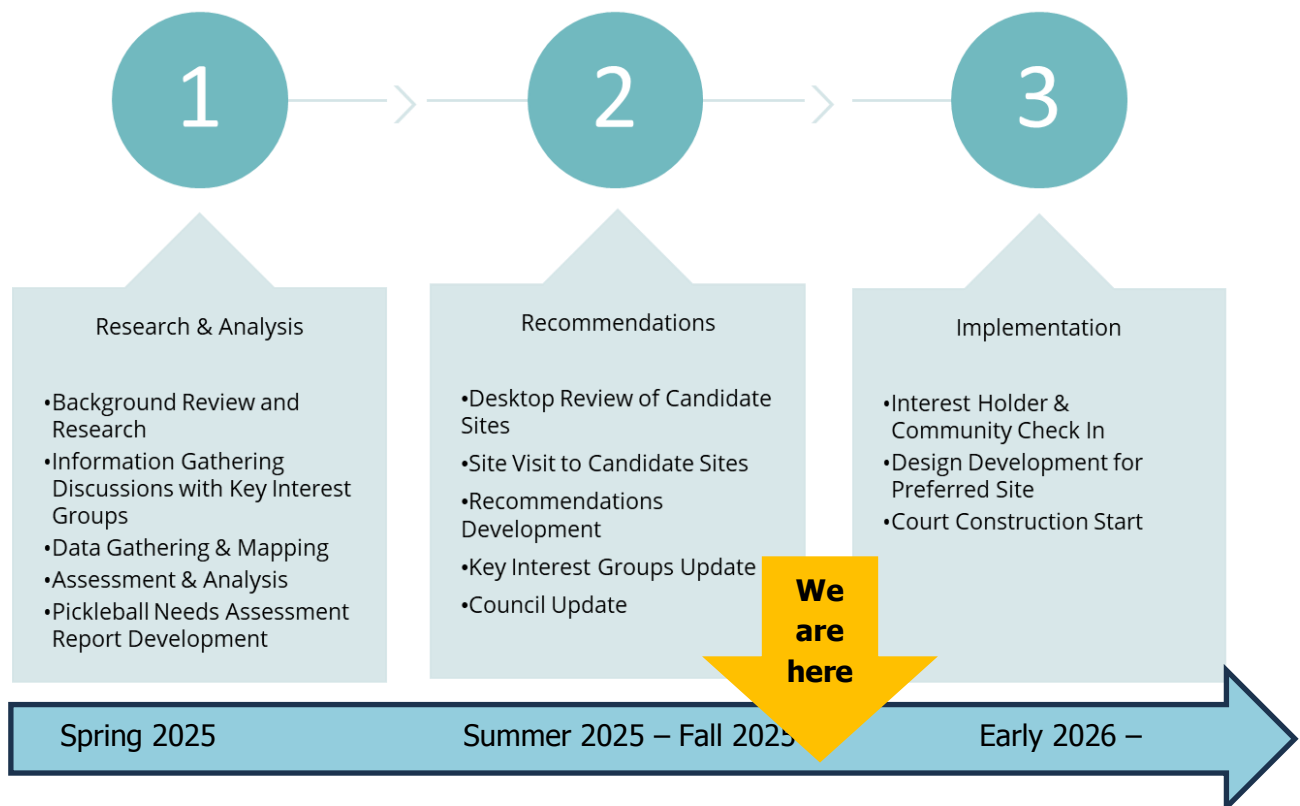 1
2
3
Research & Analysis
•Background Review and
Research
•Information Gathering
Discussions with Key Interest
Groups
•Data Gathering & Mapping
•Assessment & Analysis
•Pickleball Needs Assessment
Report Development
Recommendations
•Desktop Review of Candidate
Sites
•Site Visit to Candidate Sites
•Recommendations
Development
•Key Interest Groups Update
•Council Update
Implementation
•Interest Holder &
Community Check In
•Design Development for
Preferred Site
•Court Construction Start
We
are
here
Spring 2025
Summer 2025 – Fall 2025
Early 2026 –